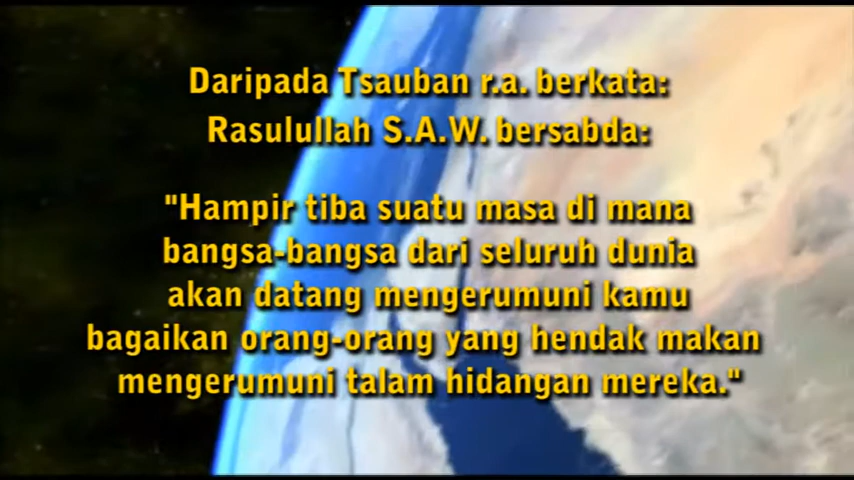 Daripada Tsauban r.a. berkata:
Rasulullah S.A.W. bersabda:
"Hampir tiba suatu masa di mana
bangsa-bangsa dari seluruh dunia
akan datang mengerumuni kamu
bagaikan orang-orang yang hendak makan
mengerumuni talam hidangan mereka."